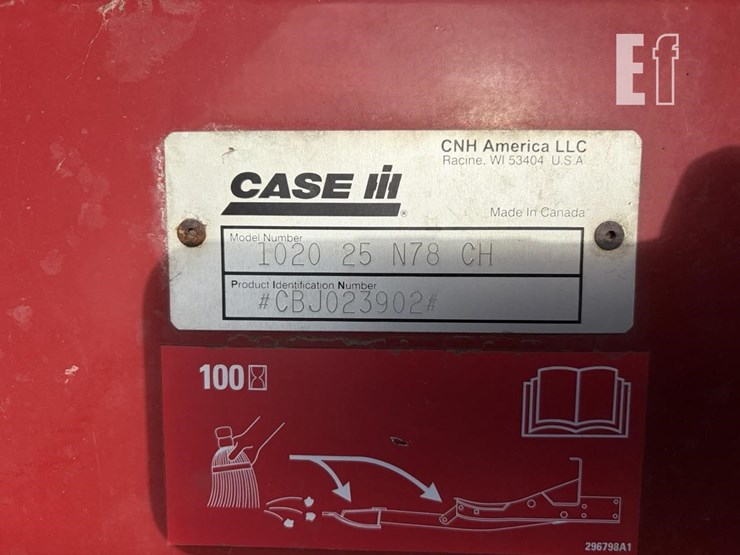 Ef
CNH America LLC
Racine, WI 53404 U.S.A
CASE IH
®
Made In Canada
Model Number
1020 25 N78 CH
Product Identification Number
#CBJ023902#
100
296798A1